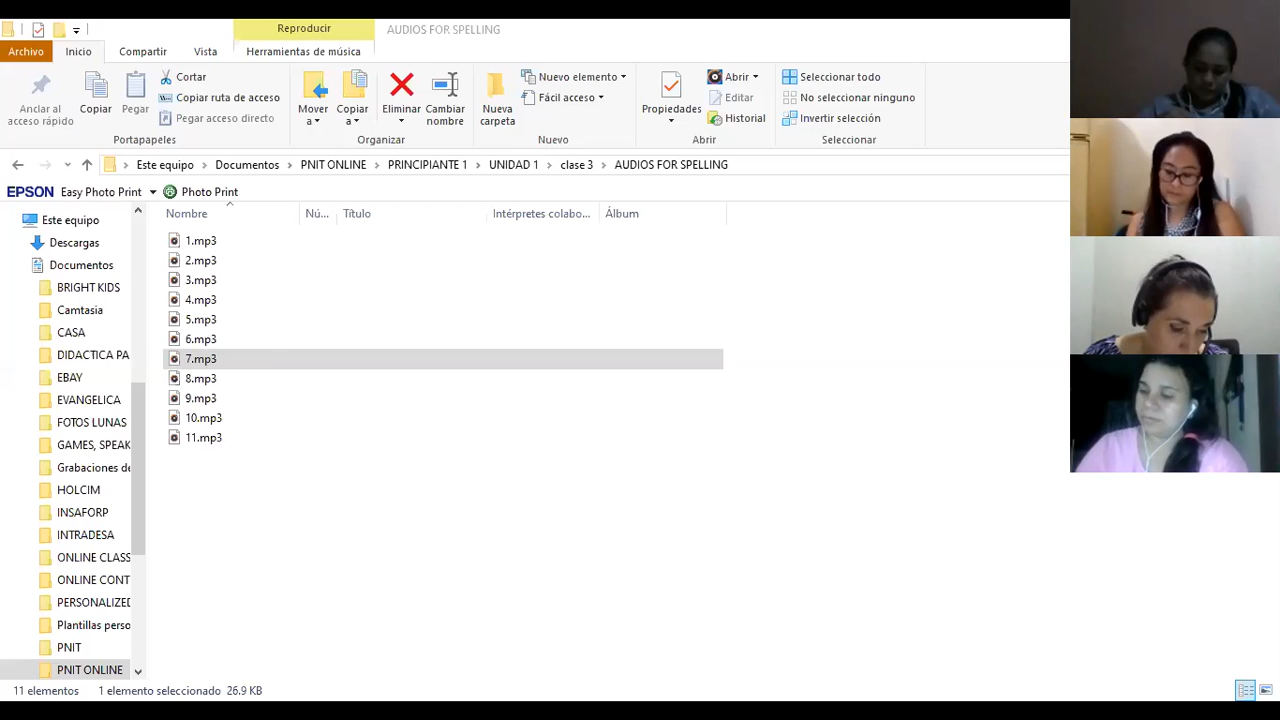 Reproducir
AUDIOS FOR SPELLING
Archivo
Inicio
Compartir
Vista
Herramientas de música
Anclar al
acceso rápido
Copiar
Pegar
Cortar
Copiar ruta de acceso
Pegar acceso directo
Portapapeles
Mover
a
Copiar
a
Eliminar
Cambiar
nombre
Organizar
Nueva
carpeta
Nuevo elemento
Fácil acceso
Nuevo
Propiedades
Abrir
Editar
Historial
Abrir
Seleccionar todo
No seleccionar ninguno
Invertir selección
Seleccionar
Este equipo > Documentos > PNIT ONLINE > PRINCIPIANTE 1 > UNIDAD 1 > clase 3 > AUDIOS FOR SPELLING
EPSON Easy Photo Print Photo Print
Nombre Nú... Título Intérpretes colabo... Álbum
Este equipo
Descargas
Documentos
BRIGHT KIDS
Camtasia
CASA
DIDACTICA PA
EBAY
EVANGELICA
FOTOS LUNAS
GAMES, SPEAK
Grabaciones de
HOLCIM
INSAFORP
INTRADESA
ONLINE CLASS
ONLINE CONT
PERSONALIZED
Plantillas perso
PNIT
PNIT ONLINE
1.mp3
2.mp3
3.mp3
4.mp3
5.mp3
6.mp3
7.mp3
8.mp3
9.mp3
10.mp3
11.mp3
11 elementos 1 elemento seleccionado 26.9 KB